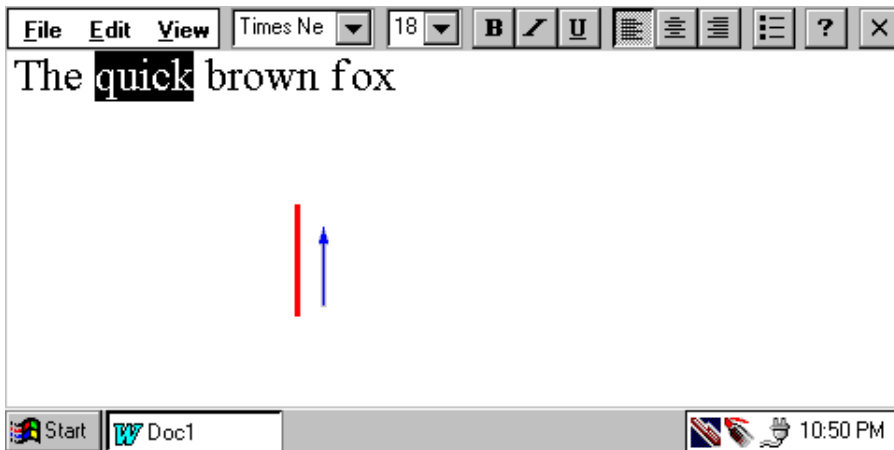 File Edit View Times Ne 18 B I U ? ×
The quick brown fox
Start W Doc1 10:50 PM